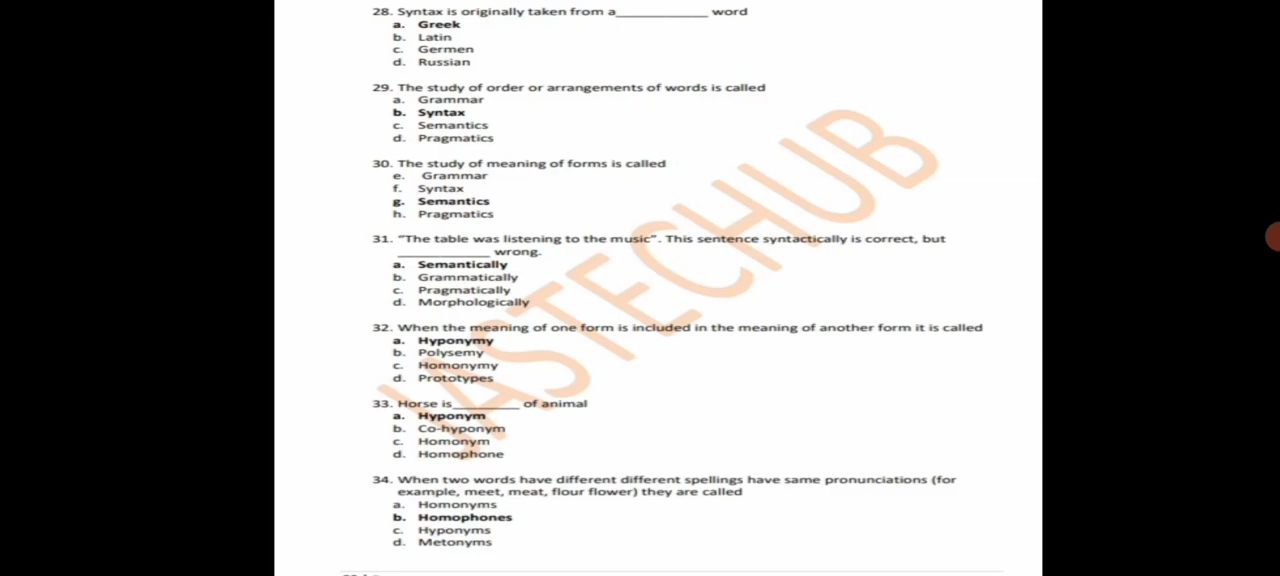 28. Syntax is originally taken from a__________ word
a. Greek
b. Latin
c. Germen
d. Russian
29. The study of order or arrangements of words is called
a. Grammar
b. Syntax
c. Semantics
d. Pragmatics
30. The study of meaning of forms is called
e. Grammar
f. Syntax
g. Semantics
h. Pragmatics
31. "The table was listening to the music". This sentence syntactically is correct, but
__________ wrong.
a. Semantically
b. Grammatically
c. Pragmatically
d. Morphologically
32. When the meaning of one form is included in the meaning of another form it is called
a. Hyponymy
b. Polysemy
c. Homonymy
d. Prototypes
33. Horse is_______ of animal
a. Hyponym
b. Co-hyponym
c. Homonym
d. Homophone
34. When two words have different different spellings have same pronunciations (for
example, meet, meat, flour flower) they are called
a. Homonyms
b. Homophones
c. Hyponyms
d. Metonyms
JASTECHUB